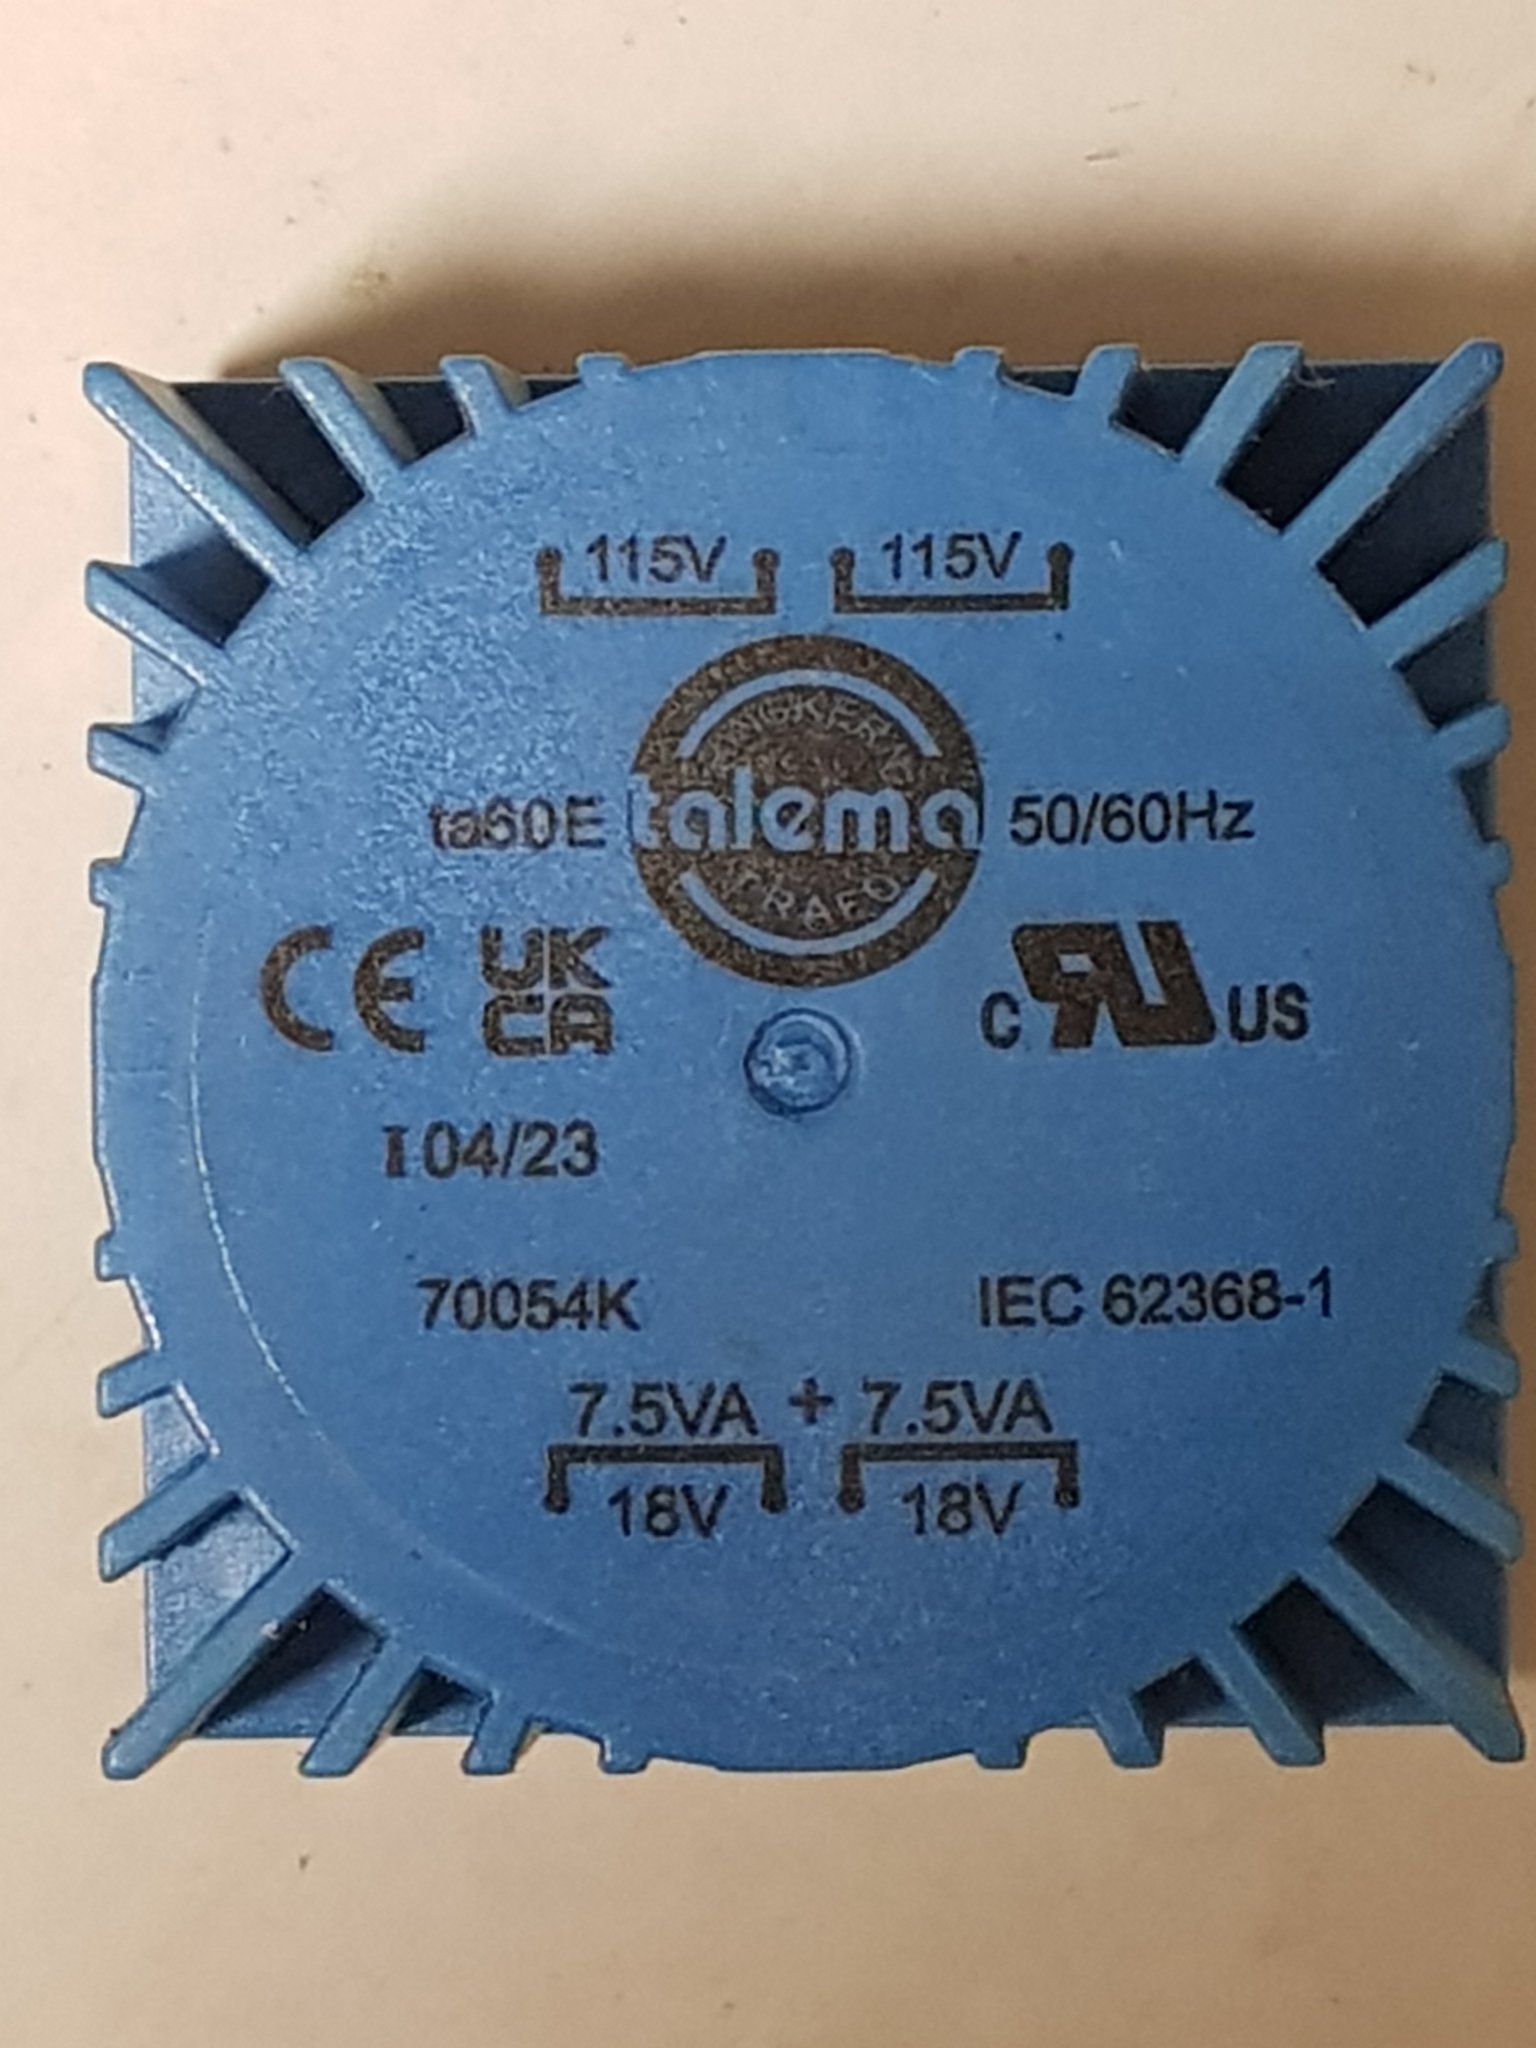 115V 115V
ta60E talema 50/60Hz
TRAFO
CE UK CA C US
I 04/23
70054K IEC 62368-1
7.5VA + 7.5VA
18V 18V